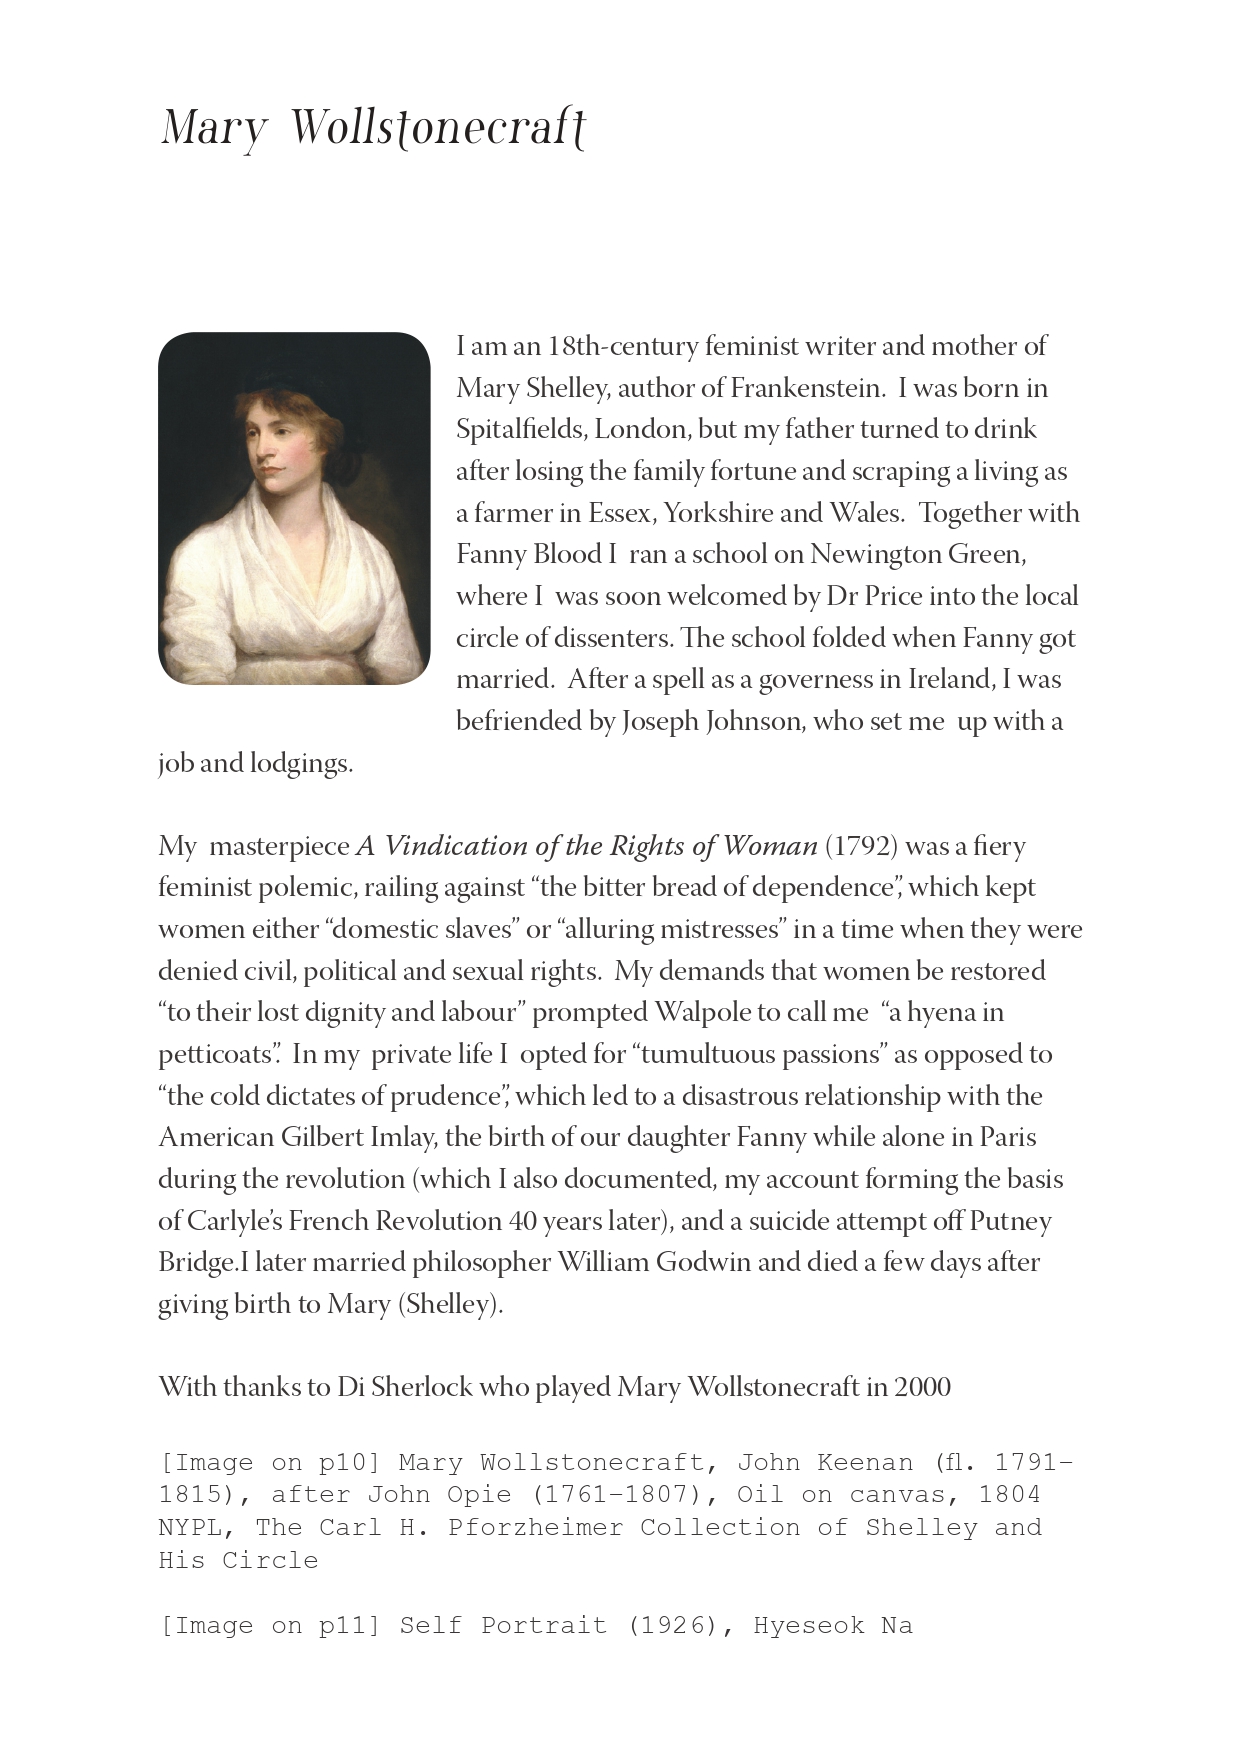 Mary Wollstonecraft
I am an 18th-century feminist writer and mother of
Mary Shelley, author of Frankenstein.  I was born in
Spitalfields, London, but my father turned to drink
after losing the family fortune and scraping a living as
a farmer in Essex, Yorkshire and Wales.  Together with
Fanny Blood I  ran a school on Newington Green,
where I  was soon welcomed by Dr Price into the local
circle of dissenters. The school folded when Fanny got
married.  After a spell as a governess in Ireland, I was
befriended by Joseph Johnson, who set me  up with a
job and lodgings.
My  masterpiece A Vindication of the Rights of Woman (1792) was a fiery
feminist polemic, railing against “the bitter bread of dependence”, which kept
women either “domestic slaves” or “alluring mistresses” in a time when they were
denied civil, political and sexual rights.  My demands that women be restored
“to their lost dignity and labour” prompted Walpole to call me  “a hyena in
petticoats”.  In my  private life I  opted for “tumultuous passions” as opposed to
“the cold dictates of prudence”, which led to a disastrous relationship with the
American Gilbert Imlay, the birth of our daughter Fanny while alone in Paris
during the revolution (which I also documented, my account forming the basis
of Carlyle’s French Revolution 40 years later), and a suicide attempt off Putney
Bridge.I later married philosopher William Godwin and died a few days after
giving birth to Mary (Shelley).
With thanks to Di Sherlock who played Mary Wollstonecraft in 2000
[Image on p10] Mary Wollstonecraft, John Keenan (fl. 1791–
1815), after John Opie (1761–1807), Oil on canvas, 1804
NYPL, The Carl H. Pforzheimer Collection of Shelley and
His Circle
[Image on p11] Self Portrait (1926), Hyeseok Na